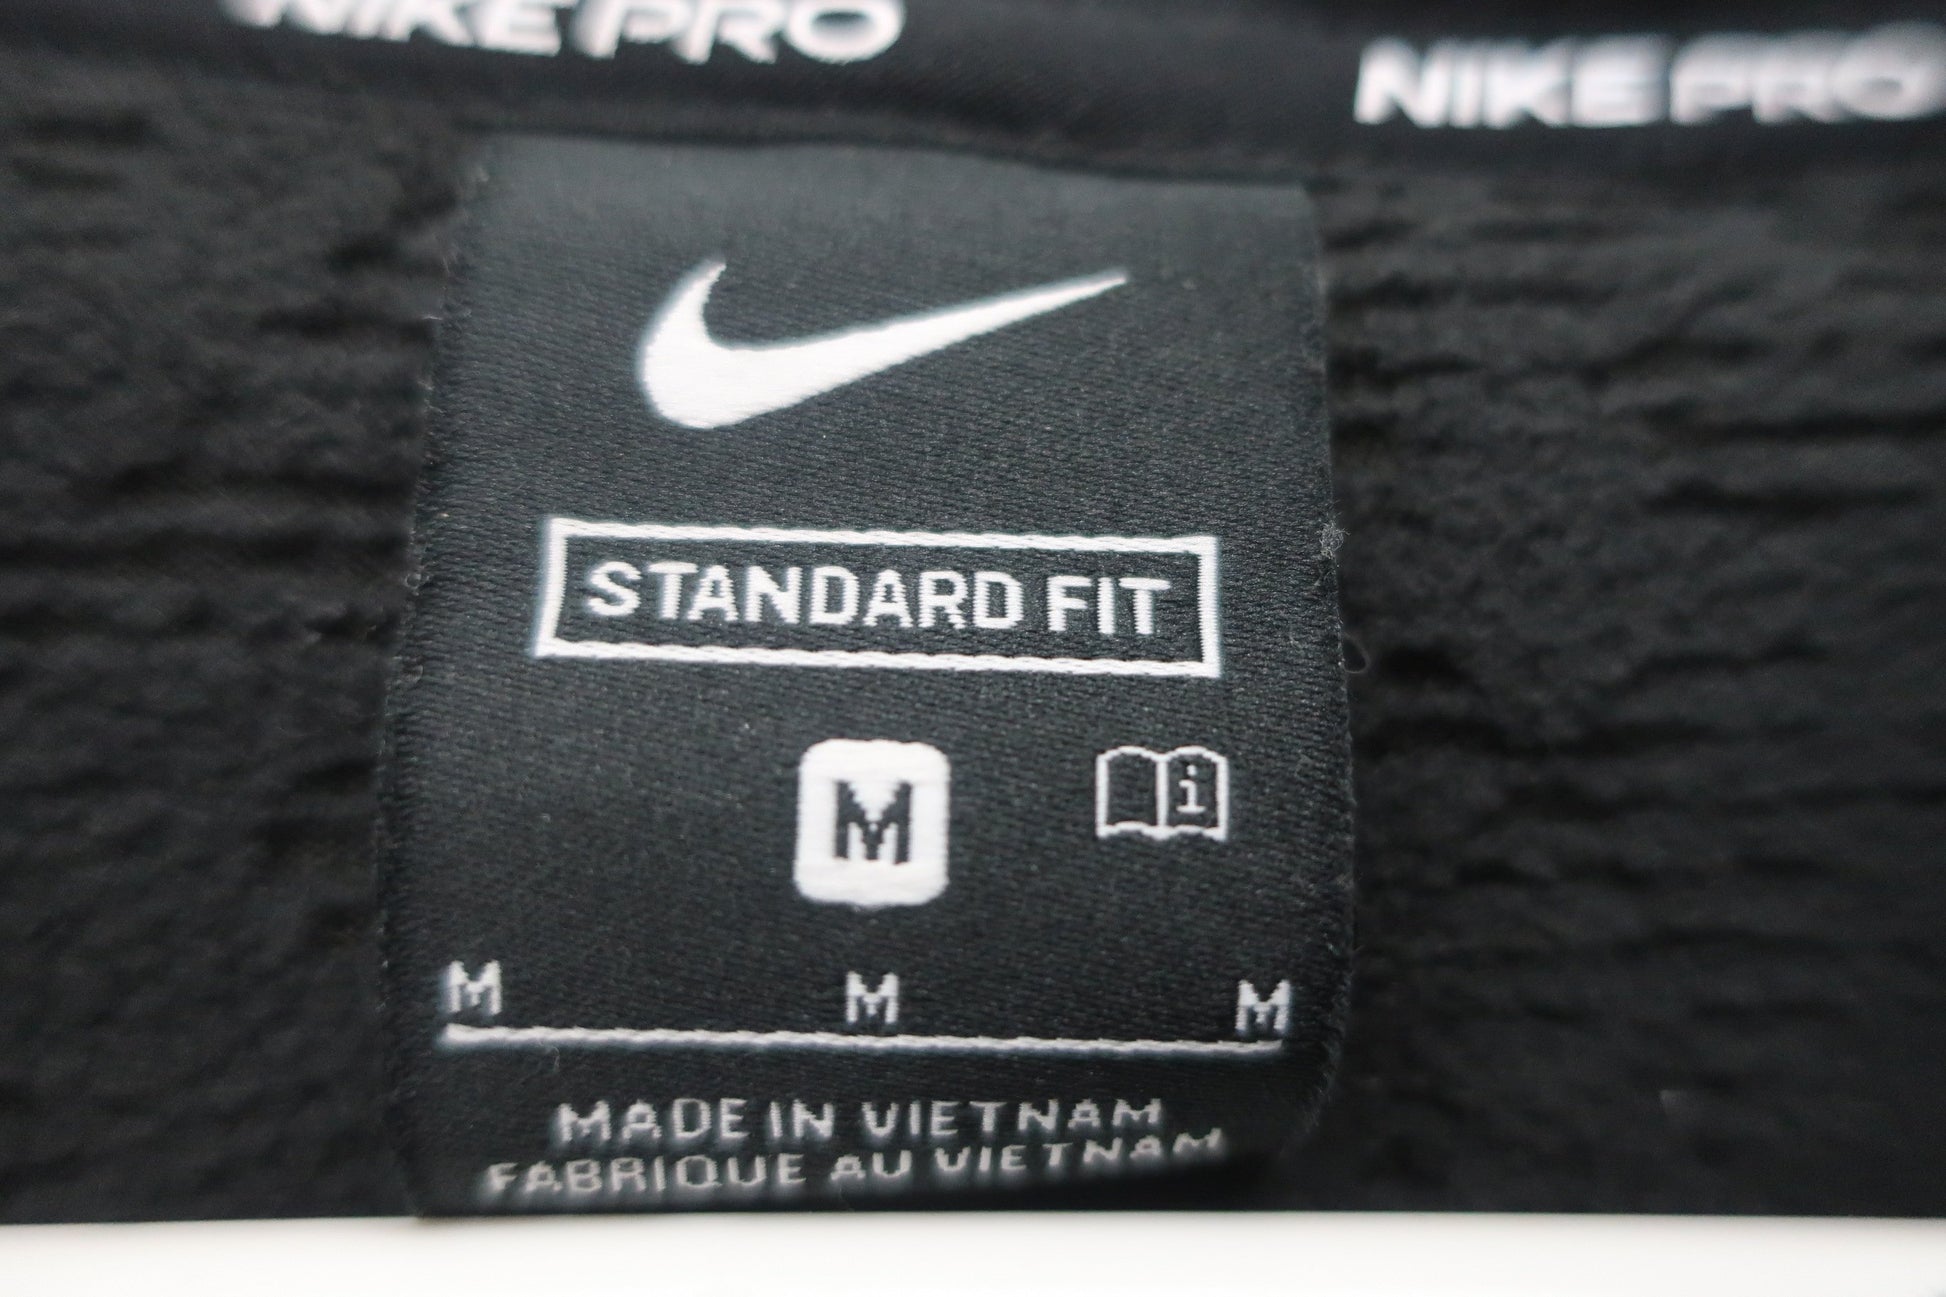 NIKE PRO
NIKE PRO
STANDARD FIT
M
i
M M M
MADE IN VIETNAM
FABRIQUE AU VIETNAM